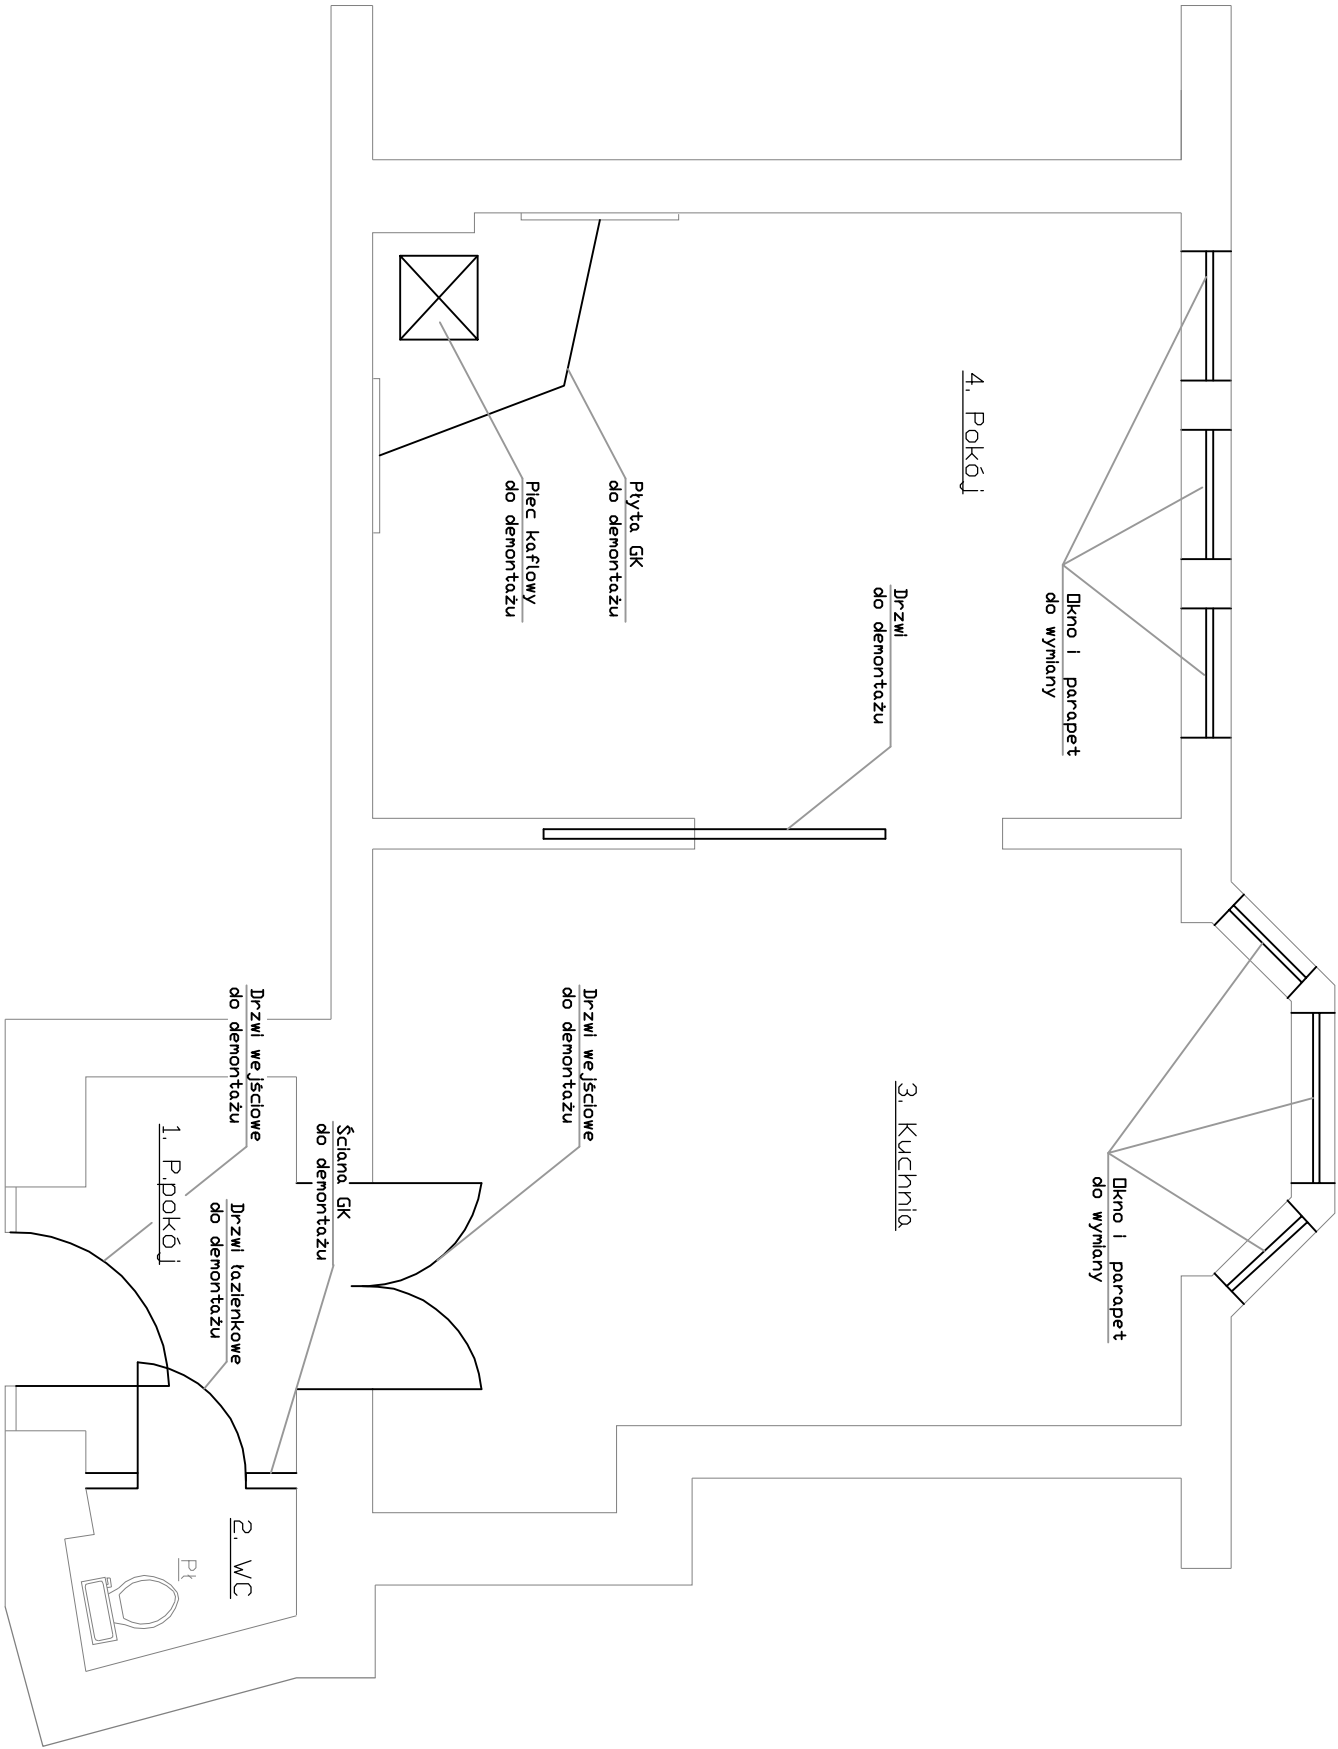 4. Pokój
Okno i parapet
do wymiany
Płyta GK
do demontażu
Piec kaflowy
do demontażu
Drzwi
do demontażu
3. Kuchnia
Okno i parapet
do wymiany
Drzwi wejściowe
do demontażu
Drzwi wejściowe
do demontażu
Ściana GK
do demontażu
1. P.pokój
Drzwi łazienkowe
do demontażu
2. WC
Pł